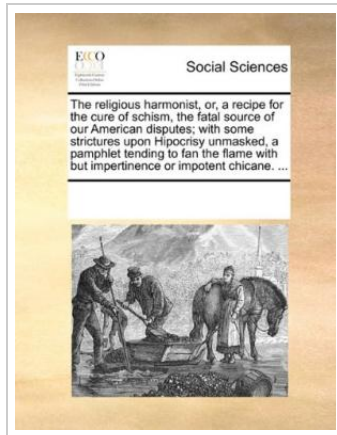 ECCO
Social Sciences
The religious harmonist, or, a recipe for
the cure of schism, the fatal source of
our American disputes; with some
strictures upon Hipocrisy unmasked, a
pamphlet tending to fan the flame with
but impertinence or impotent chicane. ...